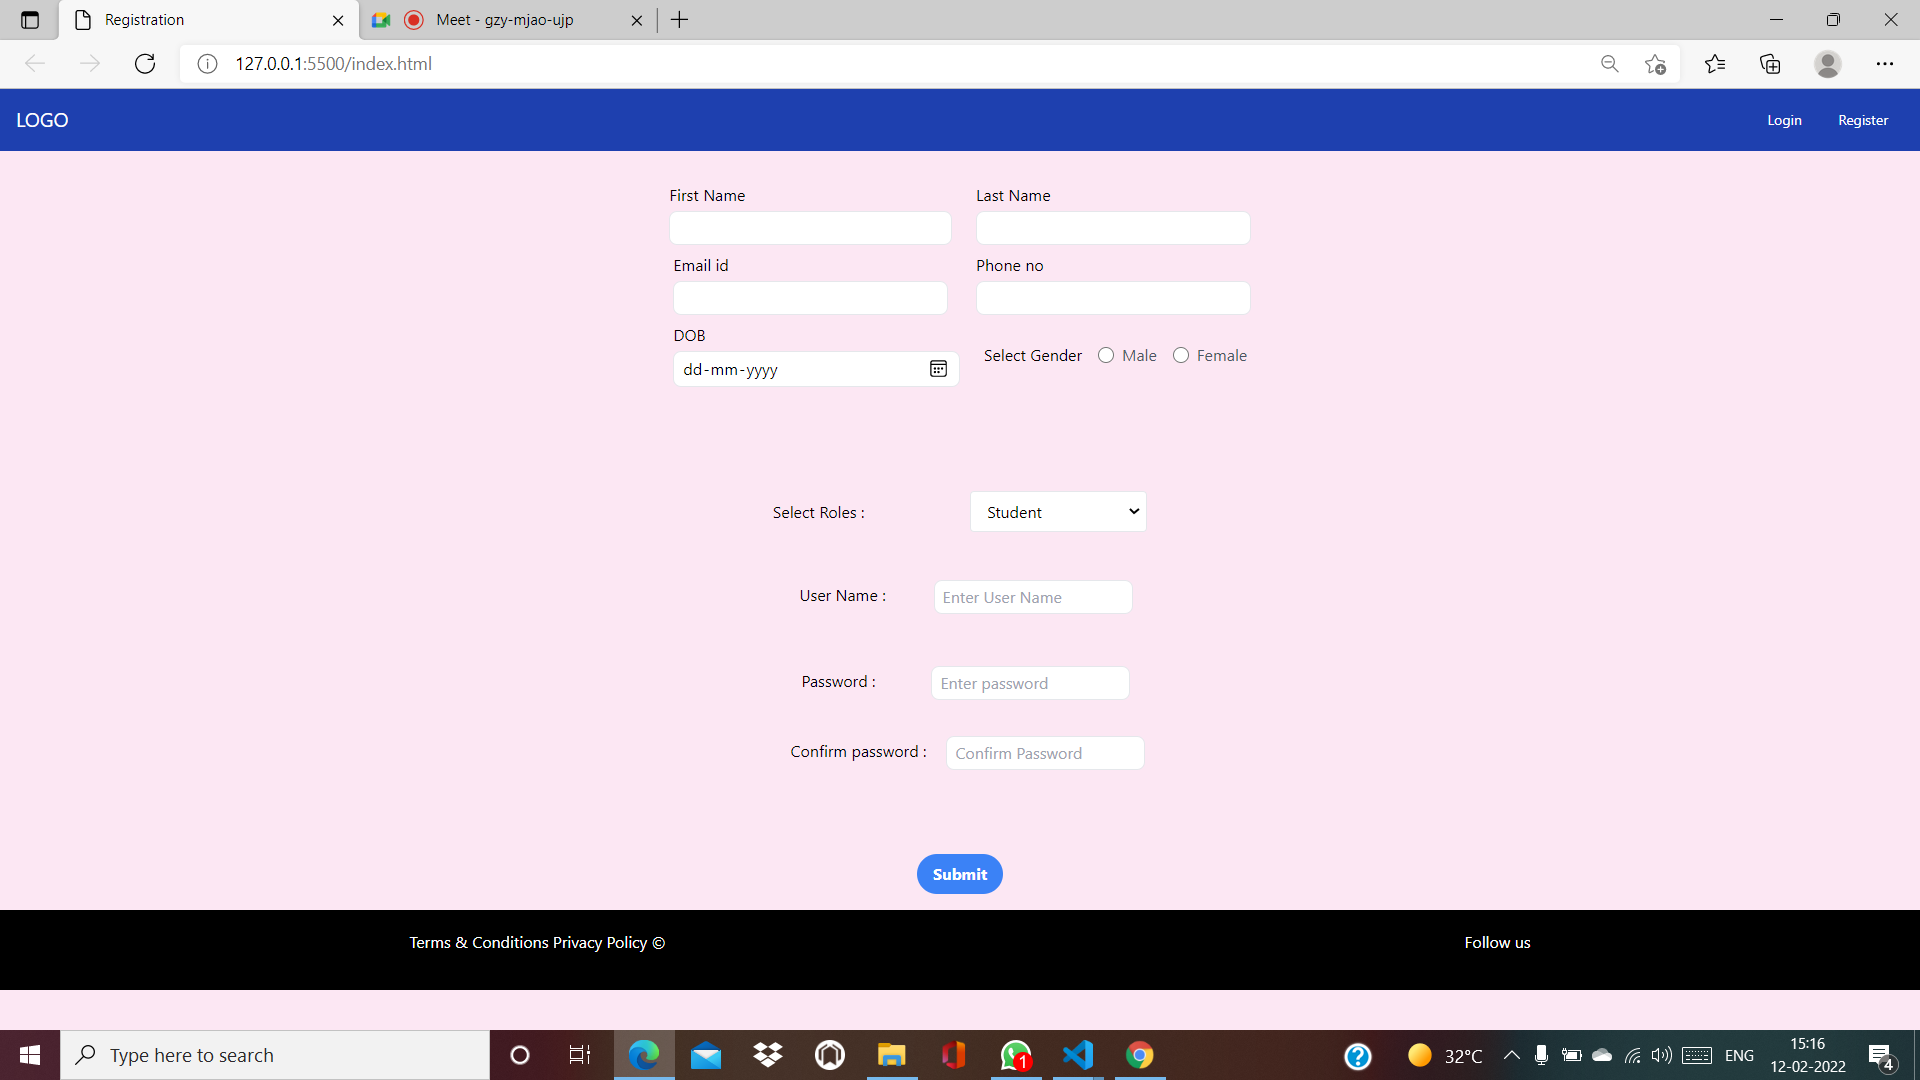 Registration
Meet - gzy-mjao-ujp
127.0.0.1:5500/index.html
LOGO
Login
Register
First Name
Last Name
Email id
Phone no
DOB
dd-mm-yyyy
Select Gender
Male
Female
Select Roles :
Student
User Name :
Enter User Name
Password :
Enter password
Confirm password :
Confirm Password
Submit
Terms & Conditions Privacy Policy ©
Follow us
Type here to search
1
32°C
ENG
15:16
12-02-2022
4